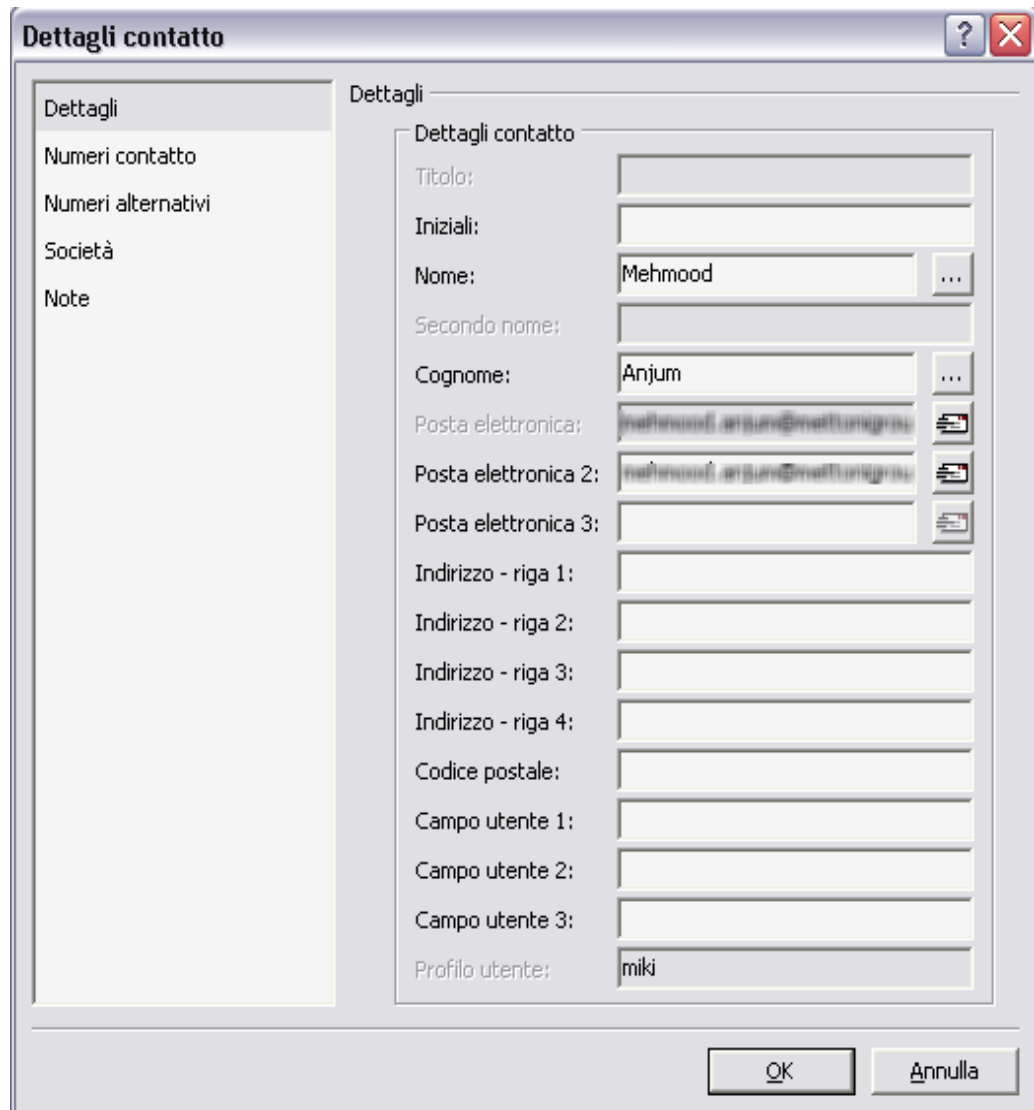 Dettagli contatto
Dettagli
Numeri contatto
Numeri alternativi
Società
Note
Dettagli
Dettagli contatto
Titolo:
Iniziali:
Nome: Mehmood ...
Secondo nome:
Cognome: Anjum ...
Posta elettronica:
Posta elettronica 2:
Posta elettronica 3:
Indirizzo - riga 1:
Indirizzo - riga 2:
Indirizzo - riga 3:
Indirizzo - riga 4:
Codice postale:
Campo utente 1:
Campo utente 2:
Campo utente 3:
Profilo utente: miki
OK Annulla